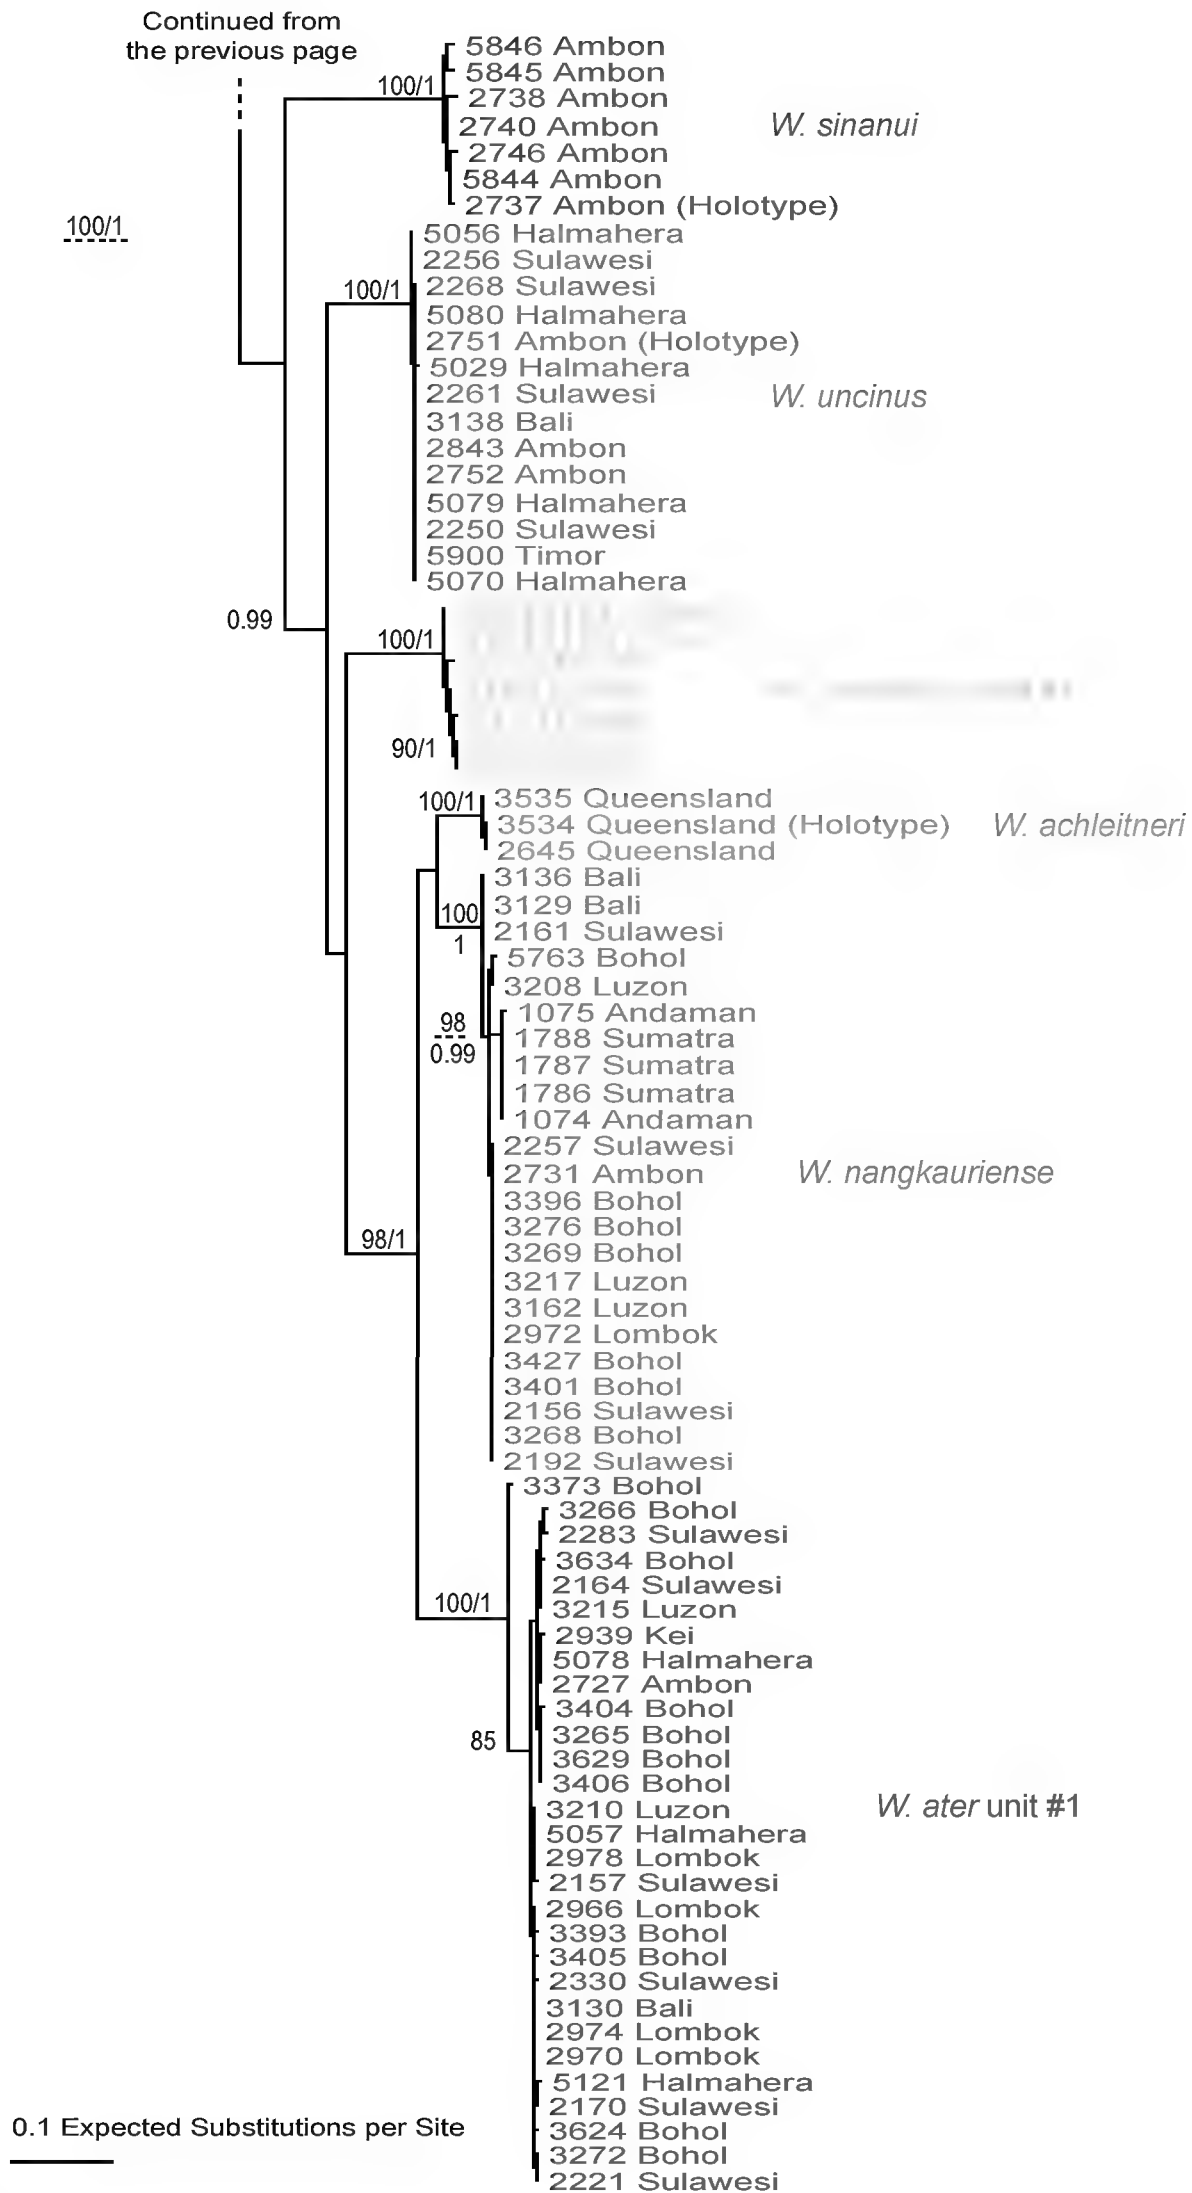 Continued from
the previous page
5846 Ambon
5845 Ambon
100/1
2738 Ambon
2740 Ambon
W. sinanui
2746 Ambon
5844 Ambon
2737 Ambon (Holotype)
100/1
5056 Halmahera
2256 Sulawesi
100/1
2268 Sulawesi
5080 Halmahera
2751 Ambon (Holotype)
5029 Halmahera
2261 Sulawesi
W. uncinus
3138 Bali
2843 Ambon
2752 Ambon
5079 Halmahera
2250 Sulawesi
5900 Timor
5070 Halmahera
0.99
100/1
90/1
100/1
3535 Queensland
3534 Queensland (Holotype)
W. achleitneri
2645 Queensland
3136 Bali
3129 Bali
100
1
2161 Sulawesi
5763 Bohol
3208 Luzon
1075 Andaman
98
0.99
1788 Sumatra
1787 Sumatra
1786 Sumatra
1074 Andaman
2257 Sulawesi
2731 Ambon
W. nangkauriense
3396 Bohol
3276 Bohol
98/1
3269 Bohol
3217 Luzon
3162 Luzon
2972 Lombok
3427 Bohol
3401 Bohol
2156 Sulawesi
3268 Bohol
2192 Sulawesi
3373 Bohol
3266 Bohol
2283 Sulawesi
3634 Bohol
2164 Sulawesi
100/1
3215 Luzon
2939 Kei
5078 Halmahera
2727 Ambon
3404 Bohol
85
3265 Bohol
3629 Bohol
3406 Bohol
3210 Luzon
W. ater unit #1
5057 Halmahera
2978 Lombok
2157 Sulawesi
2966 Lombok
3393 Bohol
3405 Bohol
2330 Sulawesi
3130 Bali
2974 Lombok
2970 Lombok
5121 Halmahera
2170 Sulawesi
0.1 Expected Substitutions per Site
3624 Bohol
3272 Bohol
2221 Sulawesi